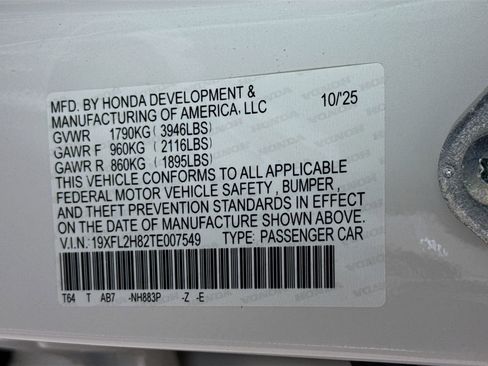 MFD. BY HONDA DEVELOPMENT &
MANUFACTURING OF AMERICA, LLC 10/'25
GVWR 1790KG(3946LBS)
GAWR F 960KG(2116LBS)
GAWR R 860KG(1895LBS)
THIS VEHICLE CONFORMS TO ALL APPLICABLE
FEDERAL MOTOR VEHICLE SAFETY , BUMPER ,
AND THEFT PREVENTION STANDARDS IN EFFECT
ON THE DATE OF MANUFACTURE SHOWN ABOVE.
V.I.N.:19XFL2H82TE007549 TYPE: PASSENGER CAR
T64 T AB7 -NH883P -Z -E